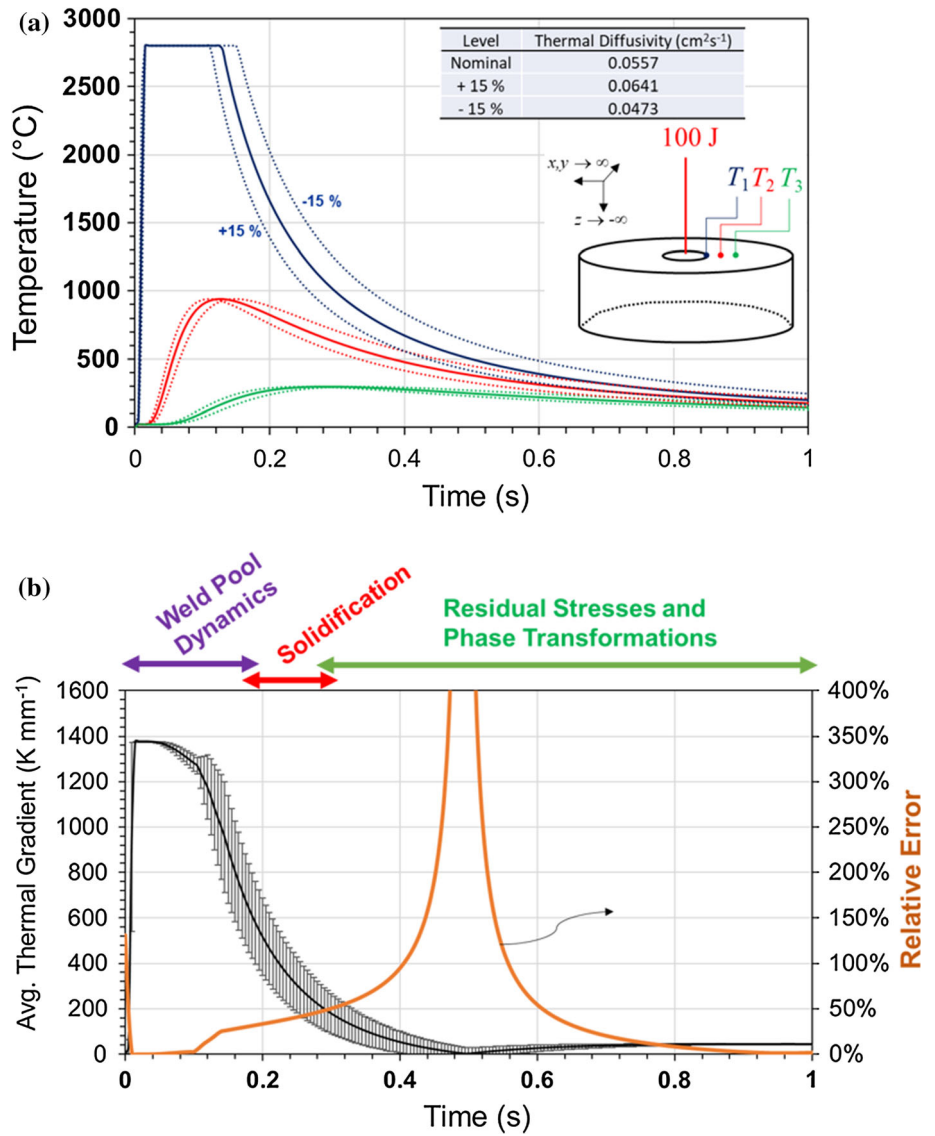 (a)
3000
2500
2000
1500
1000
500
0
Temperature (°C)
Level Thermal Diffusivity (cm²s⁻¹)
Nominal 0.0557
+ 15 % 0.0641
- 15 % 0.0473
100 J
x,y → ∞
z → -∞
T₁ T₂ T₃
-15 %
+15 %
0 0.2 0.4 0.6 0.8 1
Time (s)
(b)
Weld Pool
Dynamics
Solidification
Residual Stresses and
Phase Transformations
1600
1400
1200
1000
800
600
400
200
0
Avg. Thermal Gradient (K mm⁻¹)
400%
350%
300%
250%
200%
150%
100%
50%
0%
Relative Error
0 0.2 0.4 0.6 0.8 1
Time (s)